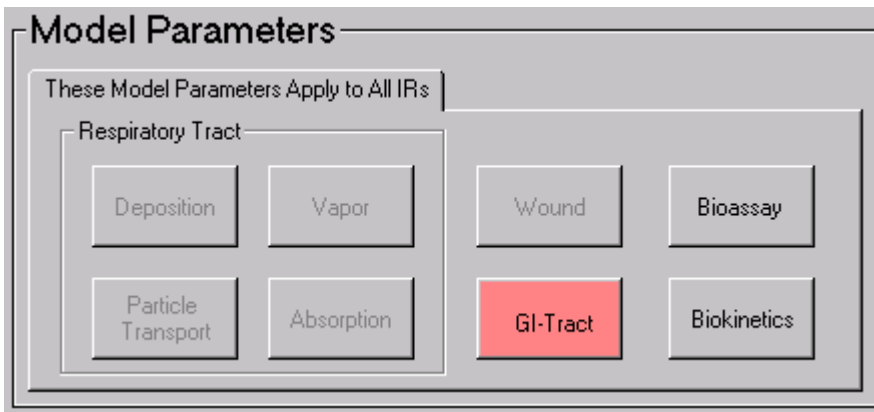 Model Parameters
These Model Parameters Apply to All IRs
Respiratory Tract
Deposition
Vapor
Wound
Bioassay
Particle
Transport
Absorption
GI-Tract
Biokinetics